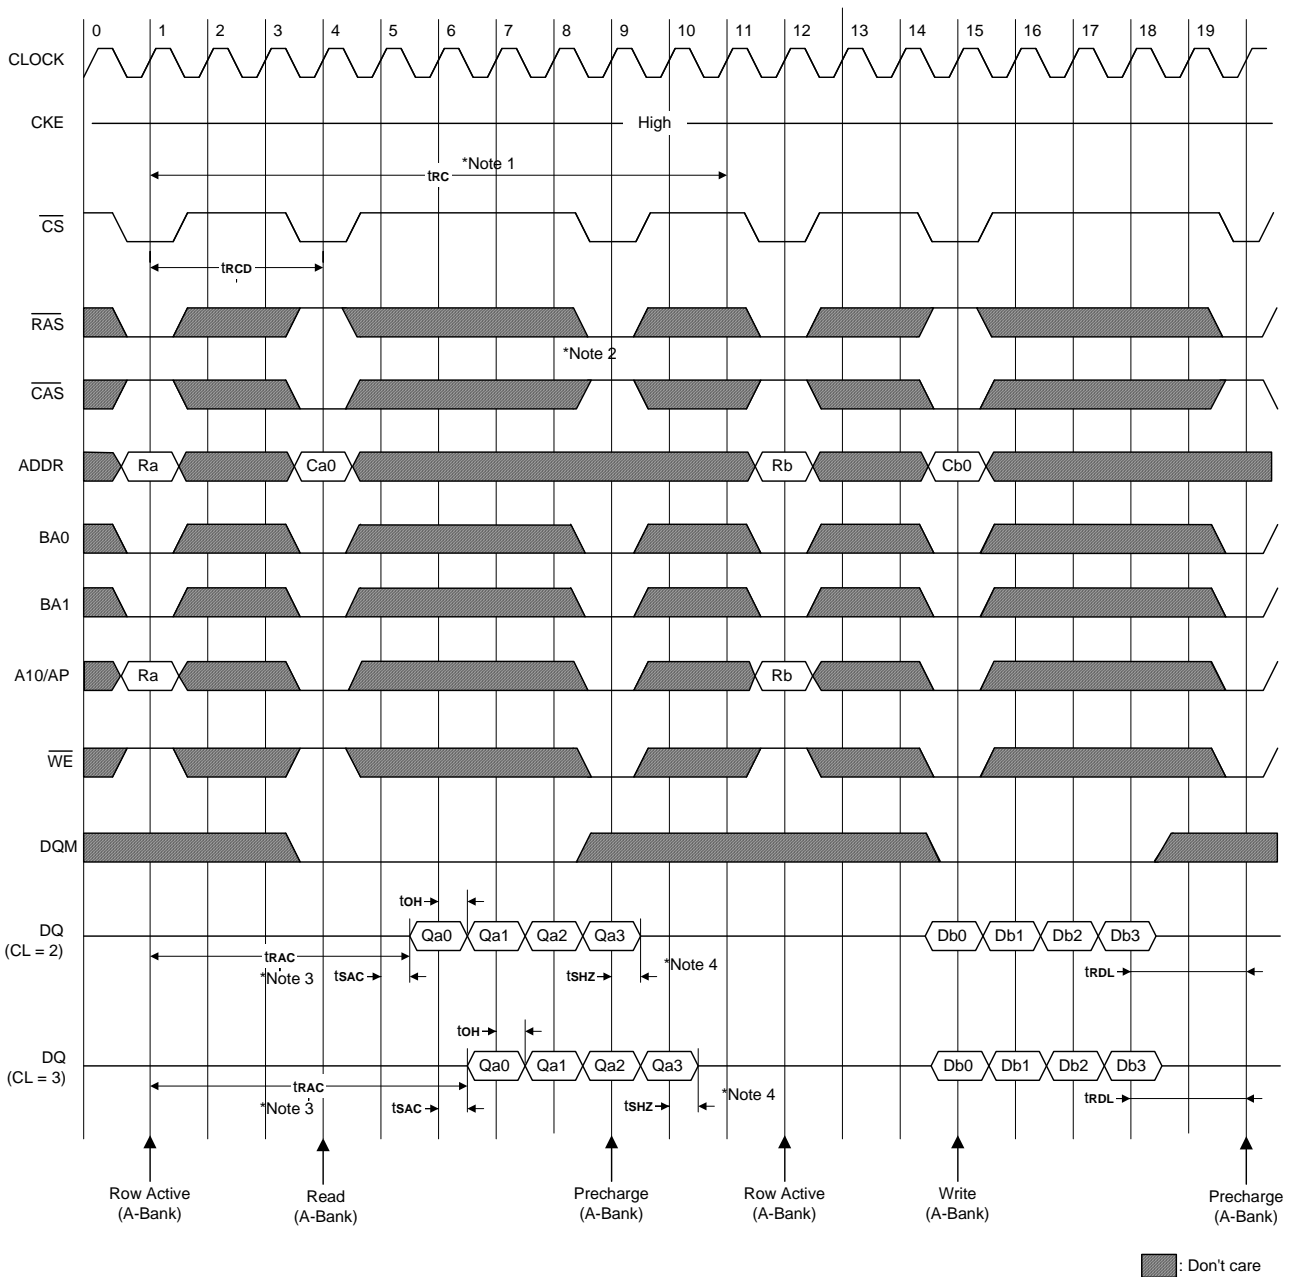 0 1 2 3 4 5 6 7 8 9 10 11 12 13 14 15 16 17 18 19
CLOCK
CKE High
*Note 1
tRC
CS
tRCD
RAS
*Note 2
CAS
ADDR Ra Ca0 Rb Cb0
BA0
BA1
A10/AP Ra Rb
WE
DQM
tOH
DQ
(CL = 2)
Qa0 Qa1 Qa2 Qa3 Db0 Db1 Db2 Db3
tRAC
*Note 3
tSAC tSHZ *Note 4 tRDL
tOH
DQ
(CL = 3)
Qa0 Qa1 Qa2 Qa3 Db0 Db1 Db2 Db3
tRAC
*Note 3
tSAC tSHZ *Note 4 tRDL
Row Active
(A-Bank)
Read
(A-Bank)
Precharge
(A-Bank)
Row Active
(A-Bank)
Write
(A-Bank)
Precharge
(A-Bank)
: Don't care